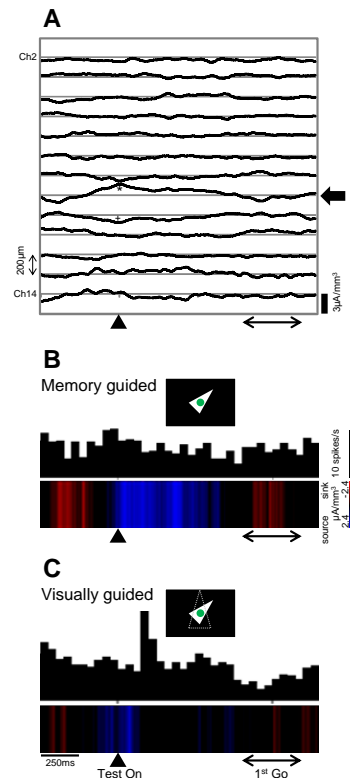 A
Ch2
*
+
200μm
Ch14
+
3μA/mm³
B
Memory guided
10 spikes/s
sink
source
μA/mm³
-2.4
2.4
C
Visually guided
250ms
Test On
1st Go